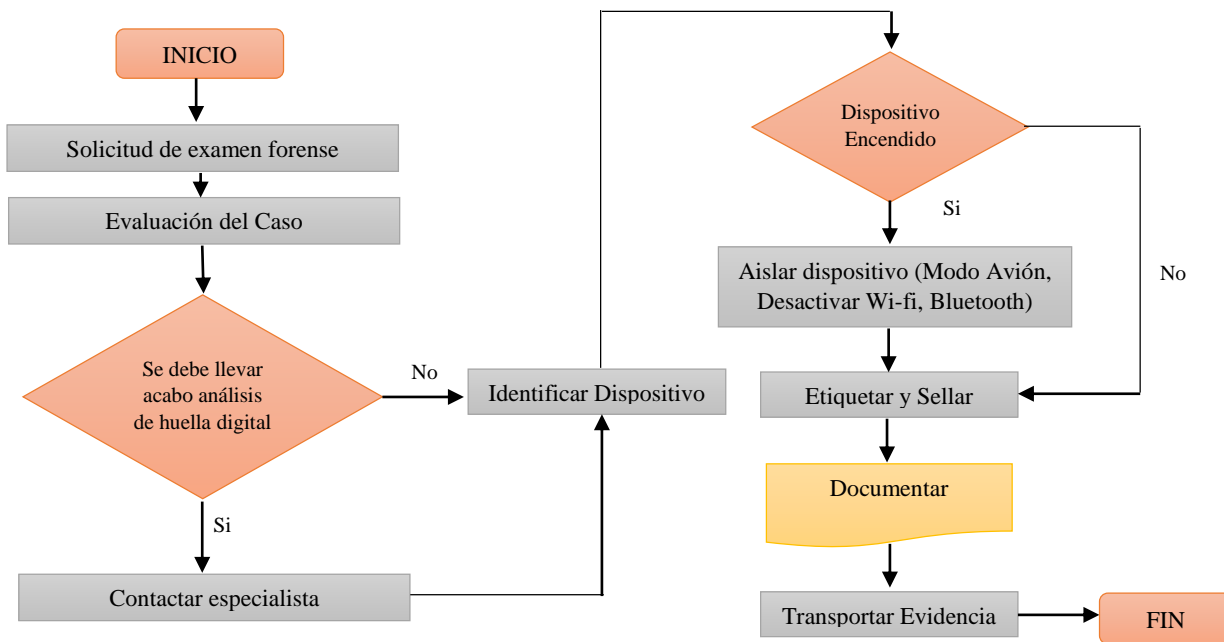 INICIO
Solicitud de examen forense
Evaluación del Caso
Se debe llevar
acabo análisis
de huella digital
No
Si
Contactar especialista
Identificar Dispositivo
Dispositivo
Encendido
Si
No
Aislar dispositivo (Modo Avión,
Desactivar Wi-fi, Bluetooth)
Etiquetar y Sellar
Documentar
Transportar Evidencia
FIN